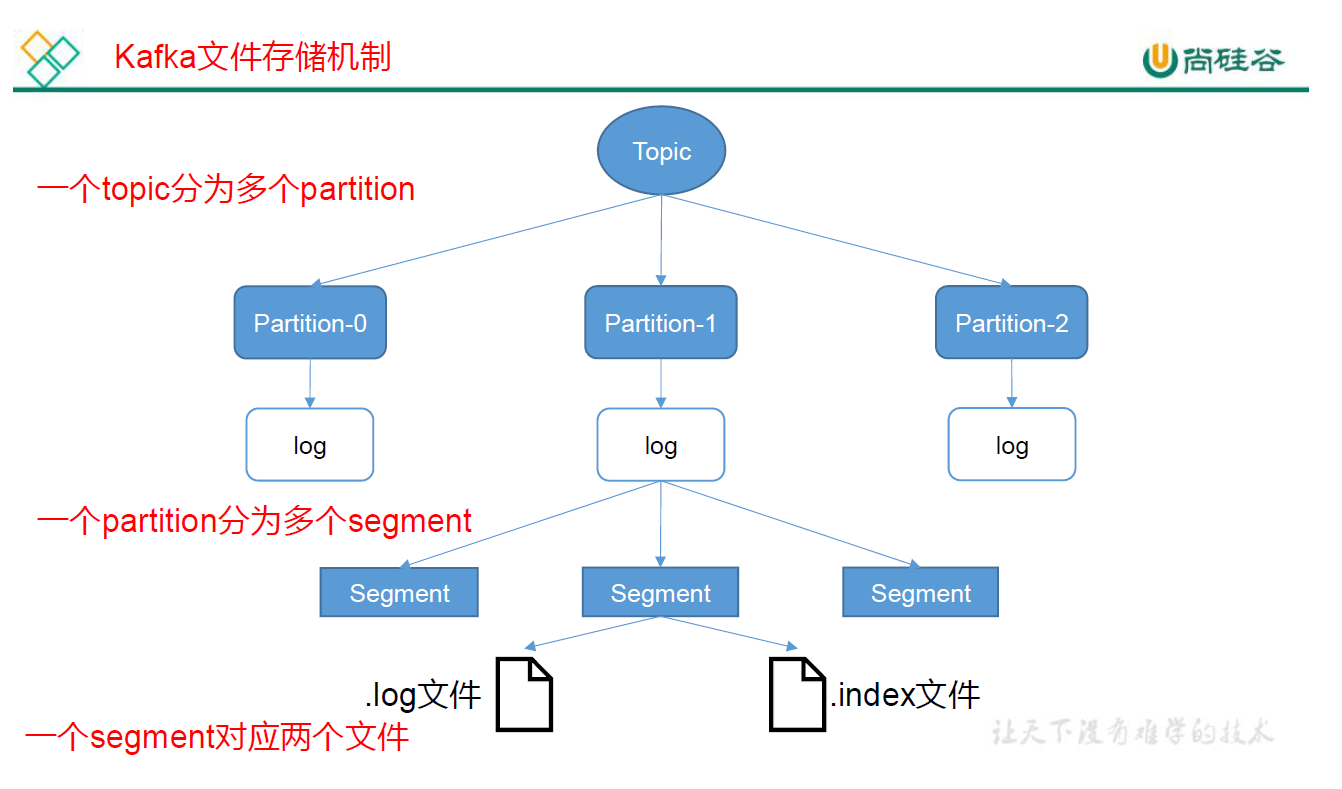 Kafka文件存储机制
尚硅谷
Topic
一个topic分为多个partition
Partition-0
Partition-1
Partition-2
log
log
log
一个partition分为多个segment
Segment
Segment
Segment
.log文件
.index文件
一个segment对应两个文件
让天下没有难学的技术